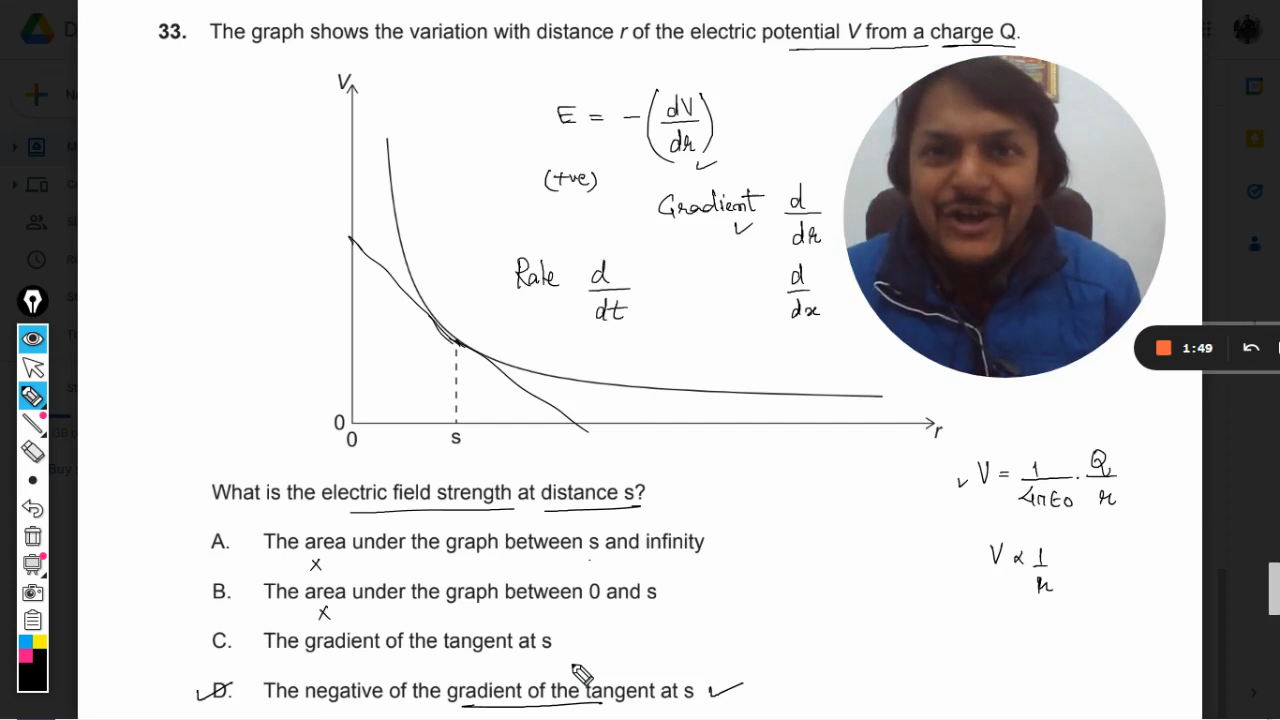 33. The graph shows the variation with distance r of the electric potential V from a charge Q.
V
E = -(dV/dr)
(+ve)
Gradient d/dr
Rate d/dt
d/dx
1:49
0
0
s
r
V = 1/4πε0 . Q/r
What is the electric field strength at distance s?
A. The area under the graph between s and infinity
x
V ∝ 1/r
B. The area under the graph between 0 and s
x
C. The gradient of the tangent at s
D. The negative of the gradient of the tangent at s